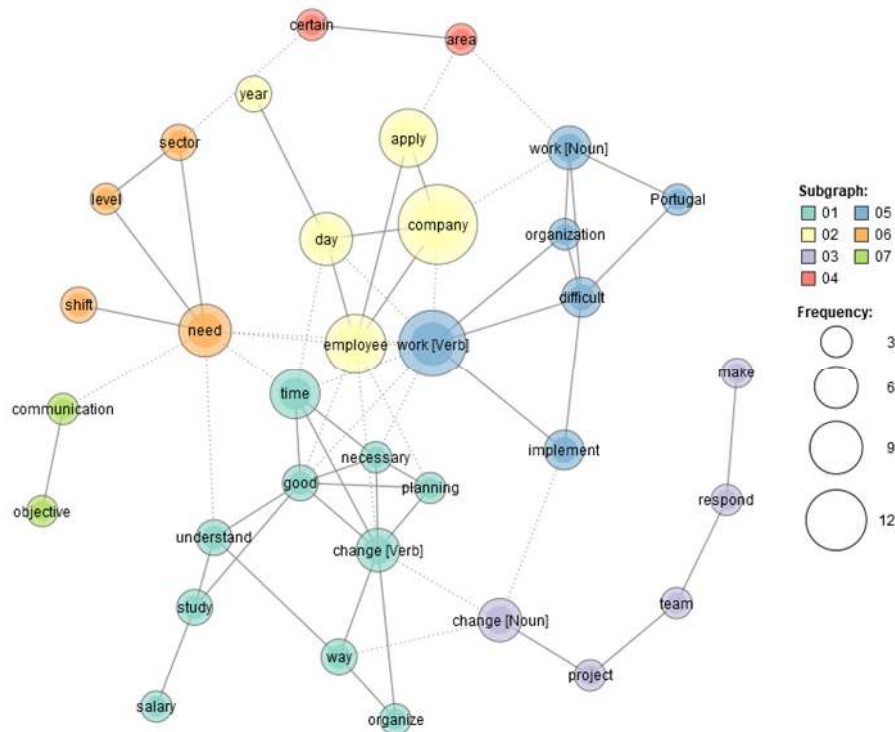 certain
area
year
apply
sector
work [Noun]
level
Portugal
company
day
organization
difficult
shift
need
employee
work [Verb]
time
communication
necessary
implement
good
planning
objective
understand
change [Verb]
study
change [Noun]
way
salary
organize
make
respond
team
project
Subgraph:
01 05
02 06
03 07
04
Frequency:
3
6
9
12